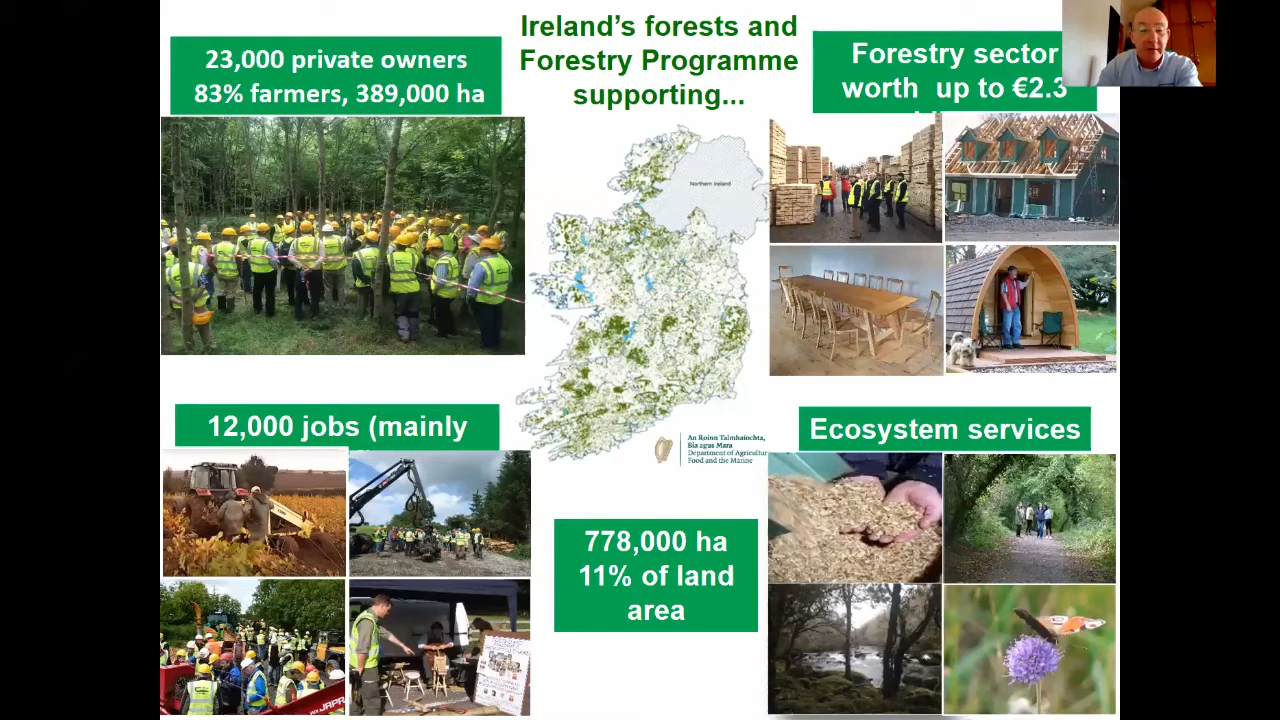 Ireland's forests and
Forestry Programme
supporting...
23,000 private owners
83% farmers, 389,000 ha
Forestry sector
worth up to €2.3
Northern Ireland
12,000 jobs (mainly
An Roinn Talmhaíochta,
Bia agus Mara
Department of Agricultur
Food and the Marine
Ecosystem services
778,000 ha
11% of land
area